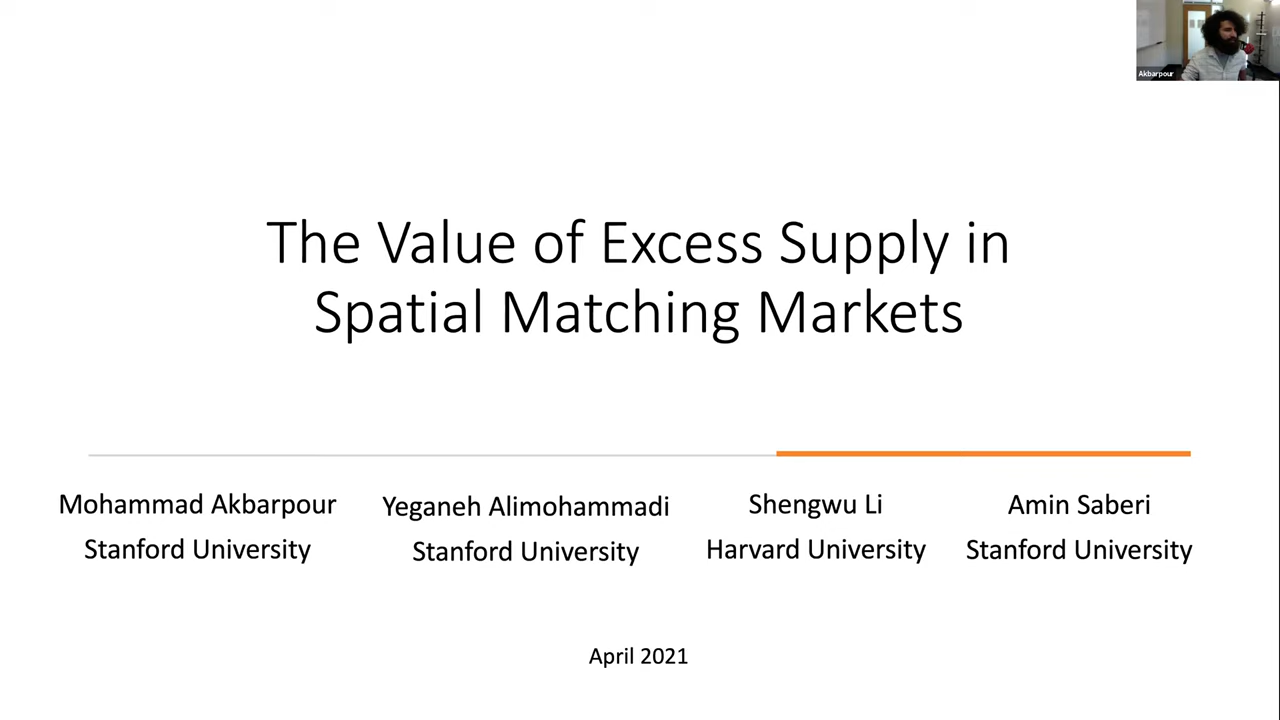 Akbarpour
The Value of Excess Supply in
Spatial Matching Markets
Mohammad Akbarpour
Stanford University
Yeganeh Alimohammadi
Stanford University
Shengwu Li
Harvard University
Amin Saberi
Stanford University
April 2021